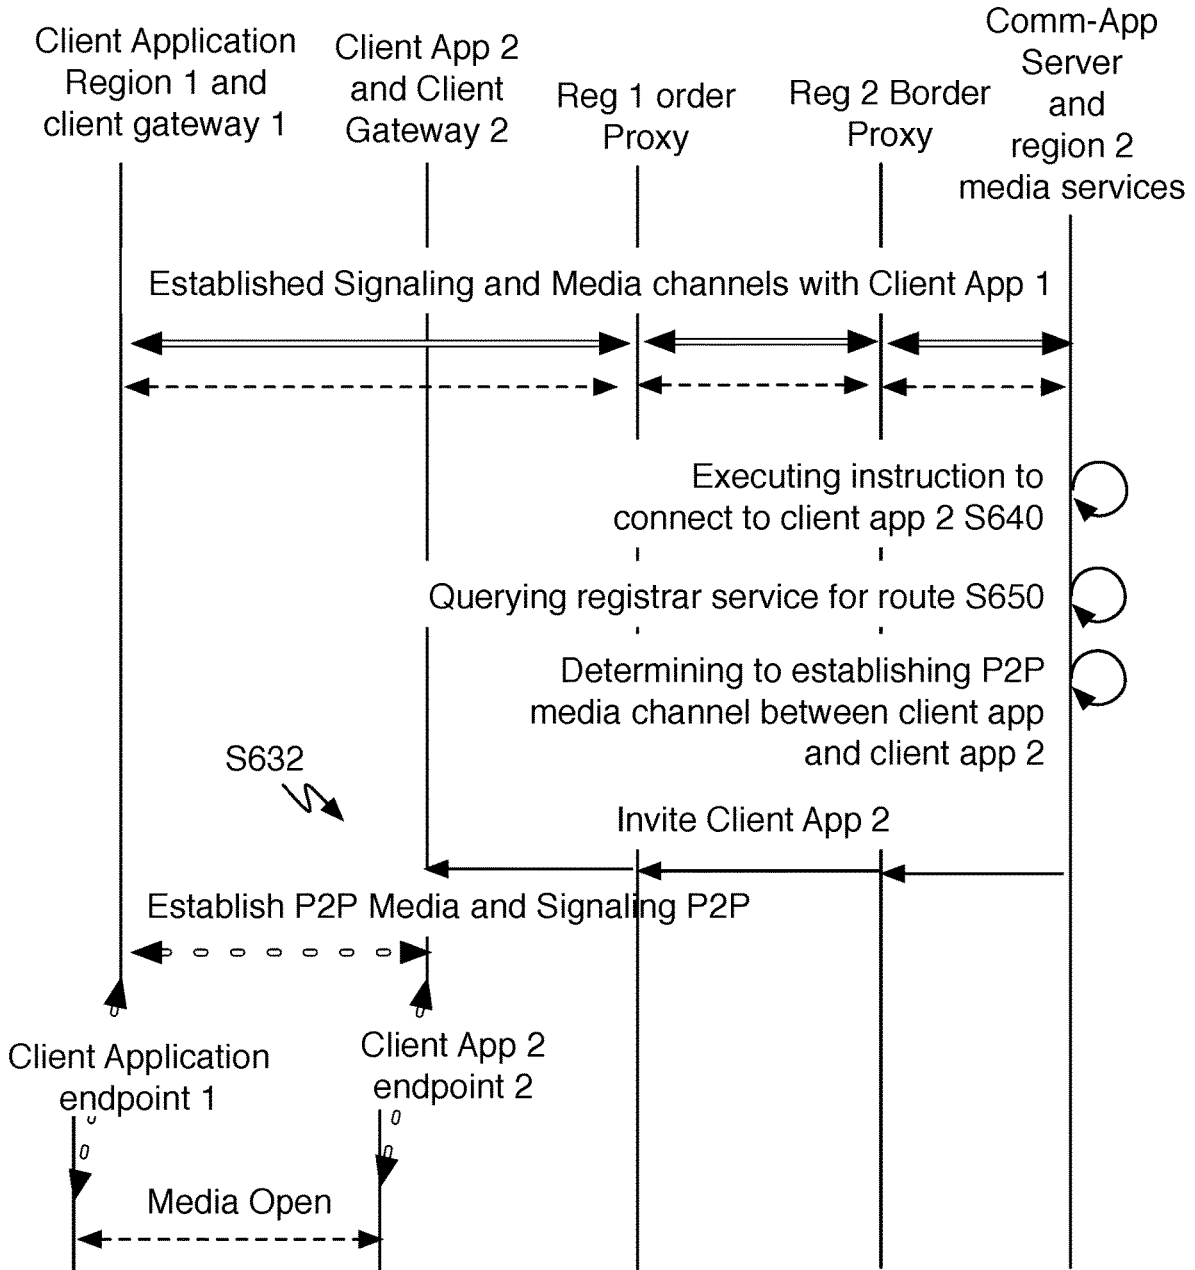 Client Application
Region 1 and
client gateway 1
Client App 2
and Client
Gateway 2
Reg 1 order
Proxy
Reg 2 Border
Proxy
Comm-App
Server
and
region 2
media services
Established Signaling and Media channels with Client App 1
Executing instruction to
connect to client app 2 S640
Querying registrar service for route S650
Determining to establishing P2P
media channel between client app
and client app 2
S632
Invite Client App 2
Establish P2P Media and Signaling P2P
Client Application
endpoint 1
Client App 2
endpoint 2
Media Open